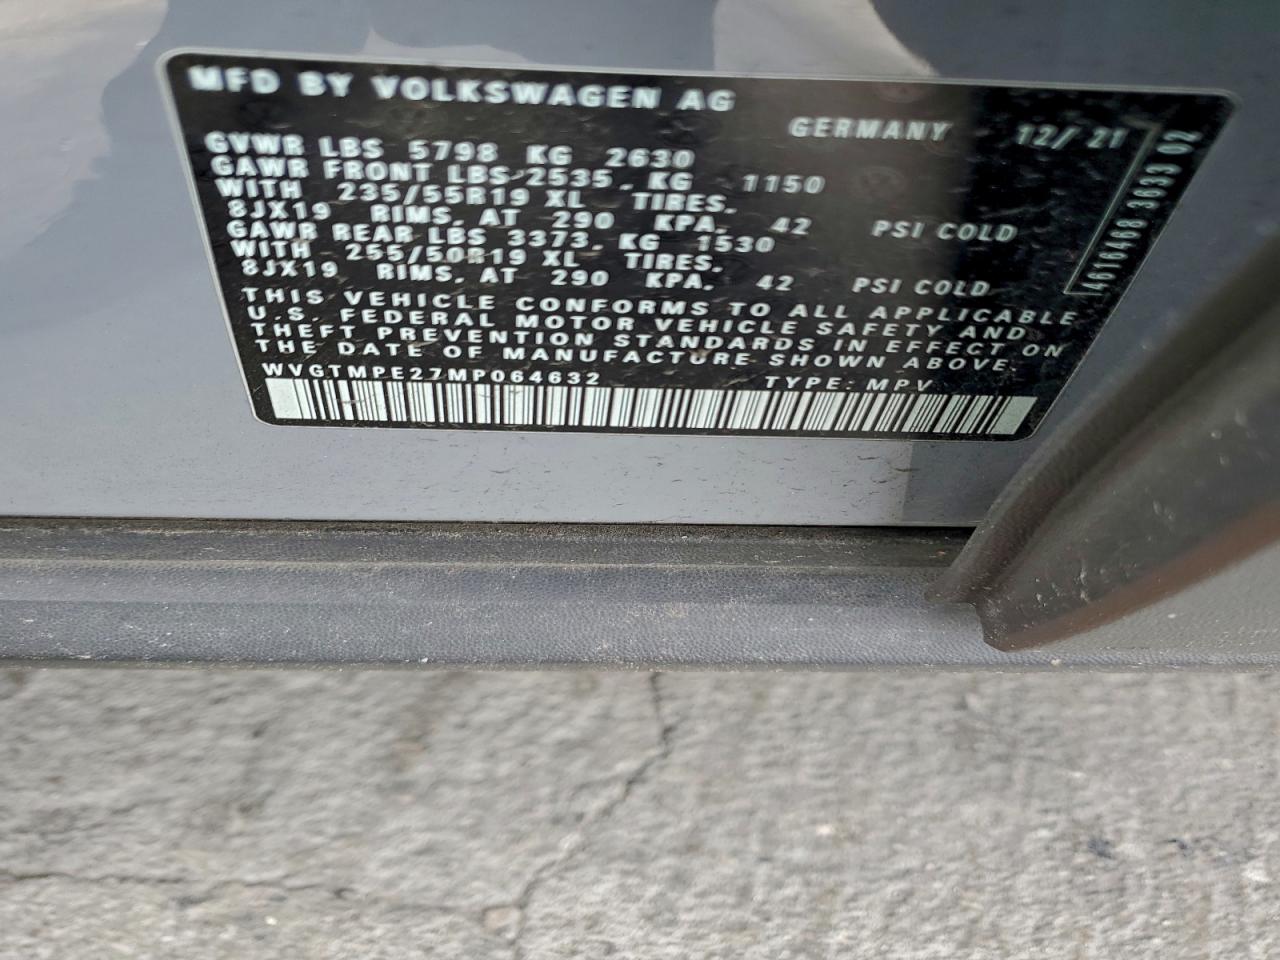 MFD BY VOLKSWAGEN AG
GERMANY 12/ 21
GVWR LBS 5798 KG 2630
GAWR FRONT LBS 2535. KG 1150
WITH 235/55R19 XL TIRES.
8JX19 RIMS. AT 290 KPA. 42 PSI COLD
GAWR REAR LBS 3373. KG 1530
WITH 255/50R19 XL TIRES.
8JX19 RIMS. AT 290 KPA. 42 PSI COLD
THIS VEHICLE CONFORMS TO ALL APPLICABLE
U.S. FEDERAL MOTOR VEHICLE SAFETY AND
THEFT PREVENTION STANDARDS IN EFFECT ON
THE DATE OF MANUFACTURE SHOWN ABOVE.
WVGTMPE27MP064632 TYPE: MPV
02